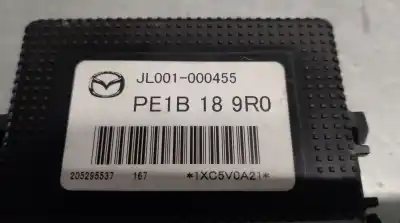 JL001-000455
PE1B 18 9R0
205295537 167 *1XC5V0A21*